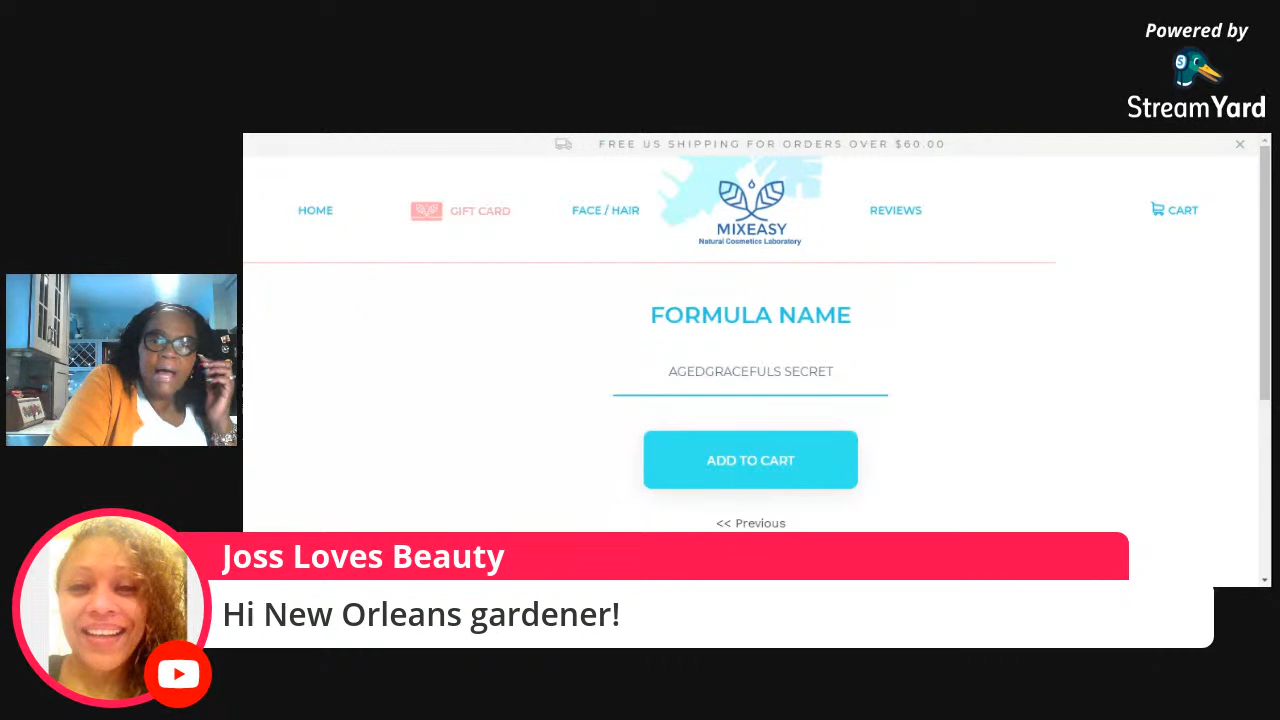 Powered by
StreamYard
FREE US SHIPPING FOR ORDERS OVER $60.00
HOME
GIFT CARD
FACE / HAIR
MIXEASY
Natural Cosmetics Laboratory
REVIEWS
CART
FORMULA NAME
AGEDGRACEFULS SECRET
ADD TO CART
<< Previous
Joss Loves Beauty
Hi New Orleans gardener!